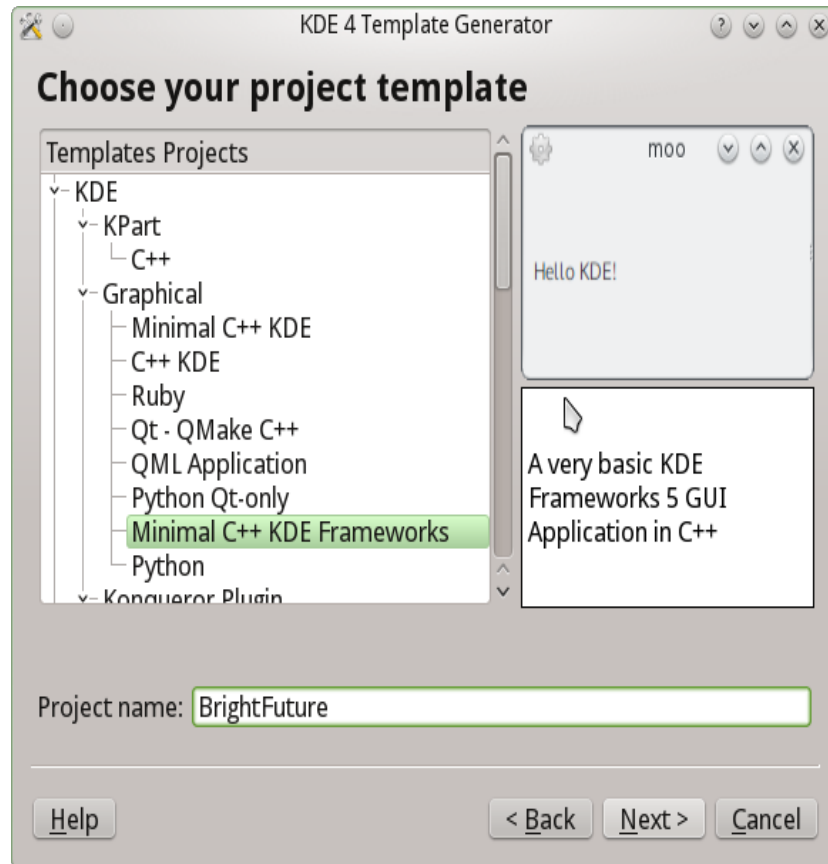 KDE 4 Template Generator
Choose your project template
Templates Projects
KDE
KPart
C++
Graphical
Minimal C++ KDE
C++ KDE
Ruby
Qt - QMake C++
QML Application
Python Qt-only
Minimal C++ KDE Frameworks
Python
Konqueror Plugin
moo
Hello KDE!
A very basic KDE
Frameworks 5 GUI
Application in C++
Project name: BrightFuture
Help
< Back
Next >
Cancel